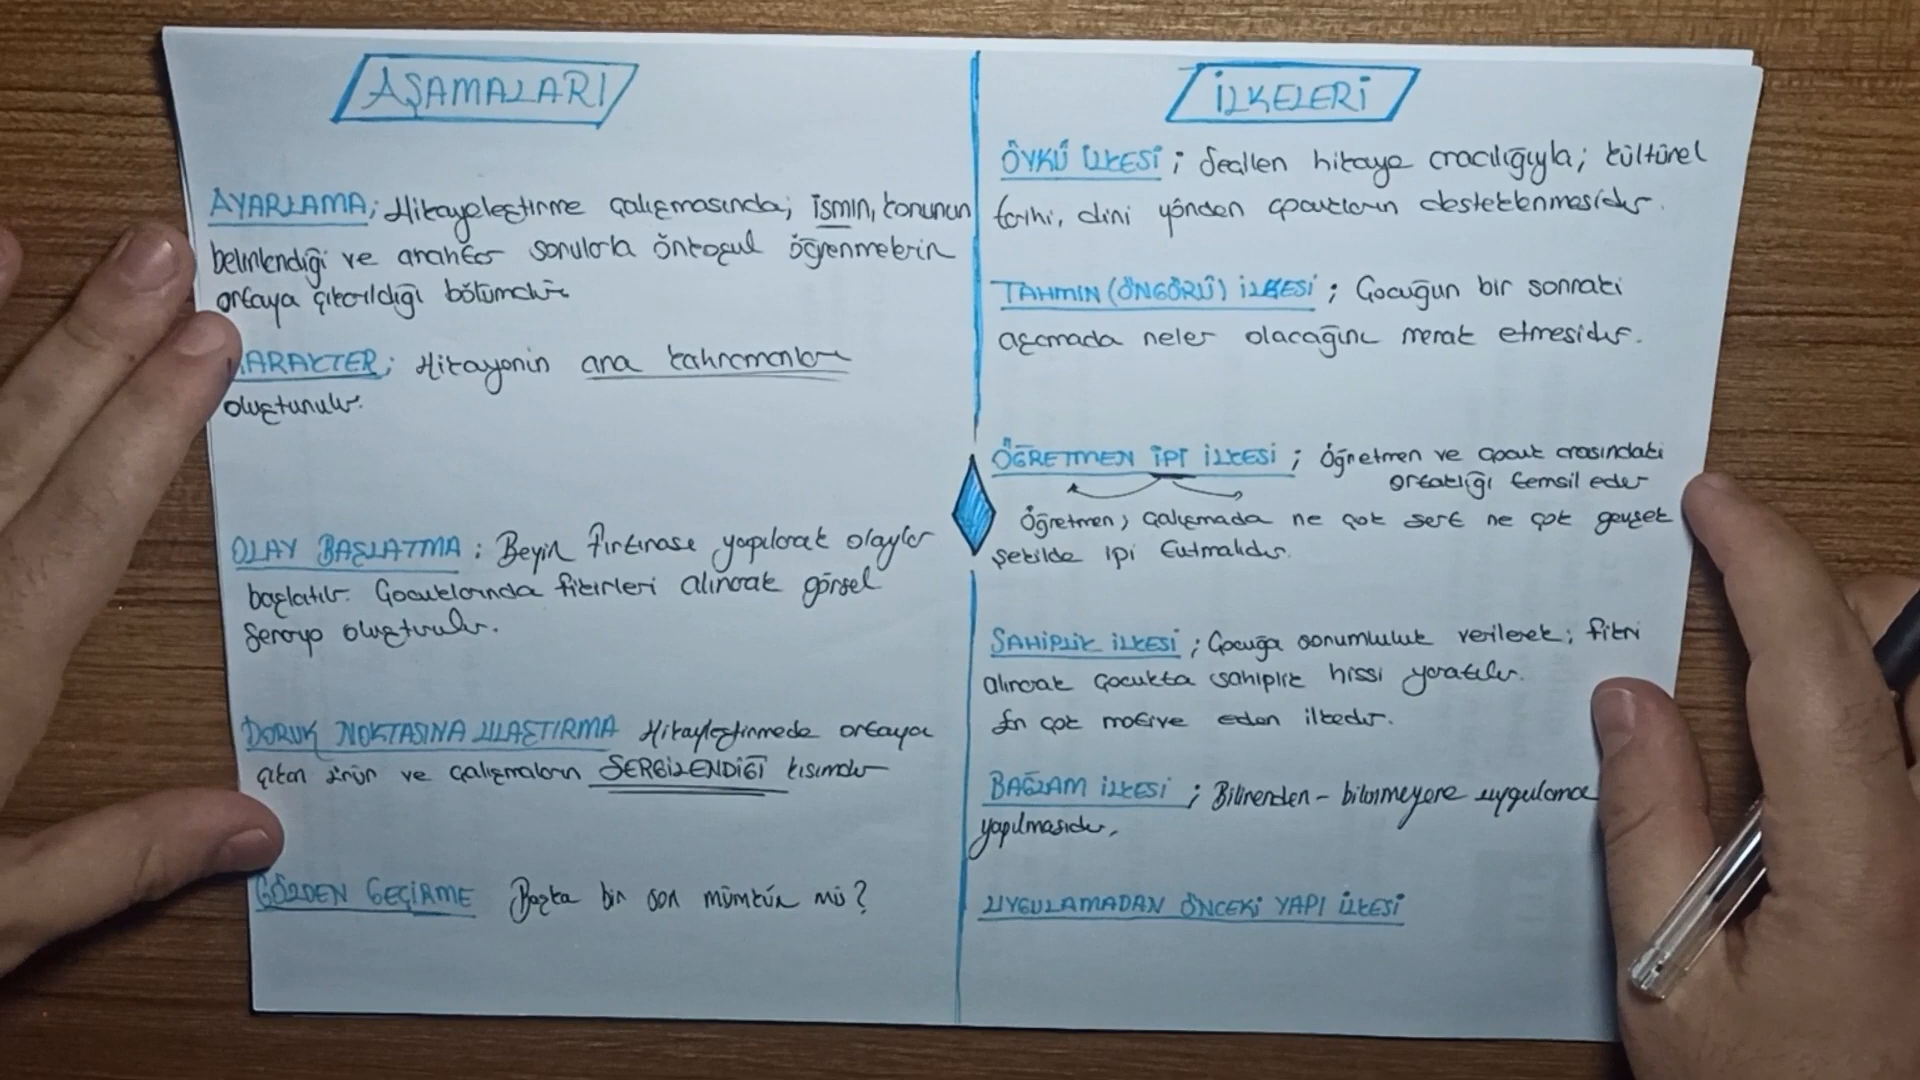 AŞAMALARI
AYARLAMA; Hikayeleştirme çalışmasında; ismin, konunun
belirlendiği ve anahtar sorularla önkoşul öğrenmelerin
ortaya çıkarıldığı bölümdür
KARAKTER; Hikayenin ana kahramanları
oluşturulur.
OLAY BAŞLATMA: Beyin fırtınası yapılarak olaylar
başlatılır. Çocuklarında fikirleri alınarak görsel
Senaryo oluşturulur.
DORUK NOKTASINA ULAŞTIRMA Hikayleştirmede ortaya
çıkan ürün ve çalışmaların SERGİLENDİĞİ kısımdır
GÖZDEN GEÇİRME Başka bir son mümkün mü?
İLKELERİ
ÖYKÜ İLKESİ; Seçilen hikaye aracılığıyla; kültürel
tarihi, dini yönden çocukların desteklenmesidir.
TAHMİN (ÖNGÖRÜ) İLKESİ; Çocuğun bir sonraki
aşamada neler olacağını merak etmesidir.
ÖĞRETMEN İPİ İLKESİ; Öğretmen ve çocuk arasındaki
ortaklığı temsil eder
Öğretmen, çalışmada ne çok sert ne çok gevşek
şekilde ipi tutmalıdır.
SAHİPLİK İLKESİ; Çocuğa sorumluluk verilerek; fikri
alınarak çocukta sahiplik hissi yaratılır.
En çok motive eden ilkedir.
BAĞLAM İLKESİ; Bilinenden - bilinmeyene uygulama
yapılmasıdır.
UYGULAMADAN ÖNCEKİ YAPI İLKESİ